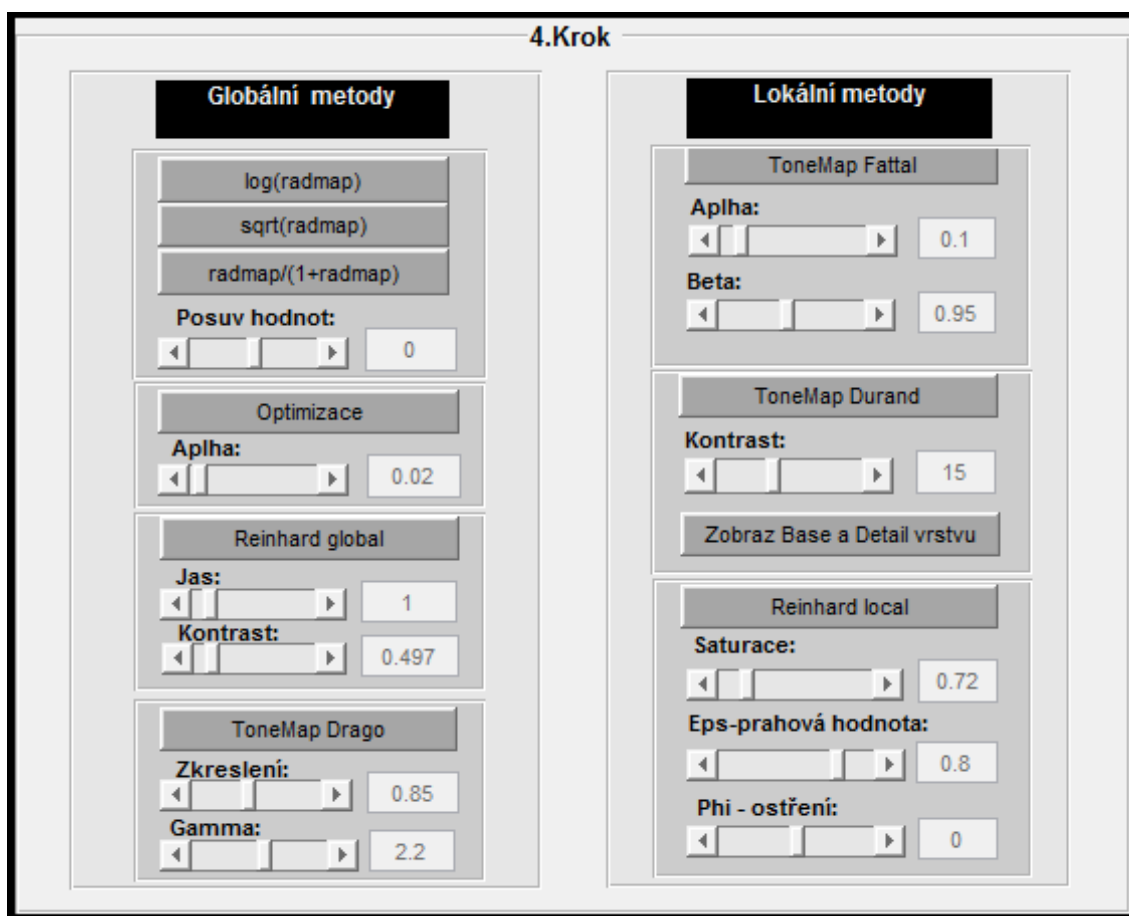 4.Krok
Globální metody
log(radmap)
sqrt(radmap)
radmap/(1+radmap)
Posuv hodnot:
0
Optimizace
Aplha:
0.02
Reinhard global
Jas:
1
Kontrast:
0.497
ToneMap Drago
Zkreslení:
0.85
Gamma:
2.2
Lokální metody
ToneMap Fattal
Aplha:
0.1
Beta:
0.95
ToneMap Durand
Kontrast:
15
Zobraz Base a Detail vrstvu
Reinhard local
Saturace:
0.72
Eps-prahová hodnota:
0.8
Phi - ostření:
0